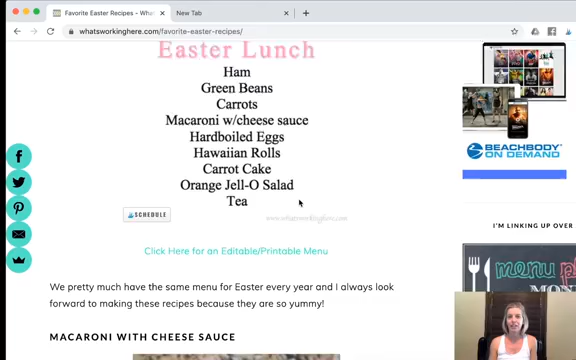 Favorite Easter Recipes - What
New Tab
whatsworkinghere.com/favorite-easter-recipes/
Easter Lunch
Ham
Green Beans
Carrots
Macaroni w/cheese sauce
Hardboiled Eggs
Hawaiian Rolls
Carrot Cake
Orange Jell-O Salad
Tea
SCHEDULE
www.whatsworkinghere.com
Click Here for an Editable/Printable Menu
We pretty much have the same menu for Easter every year and I always look
forward to making these recipes because they are so yummy!
MACARONI WITH CHEESE SAUCE
BEACHBODY
ON DEMAND
I'M LINKING UP OVER
menu
MON